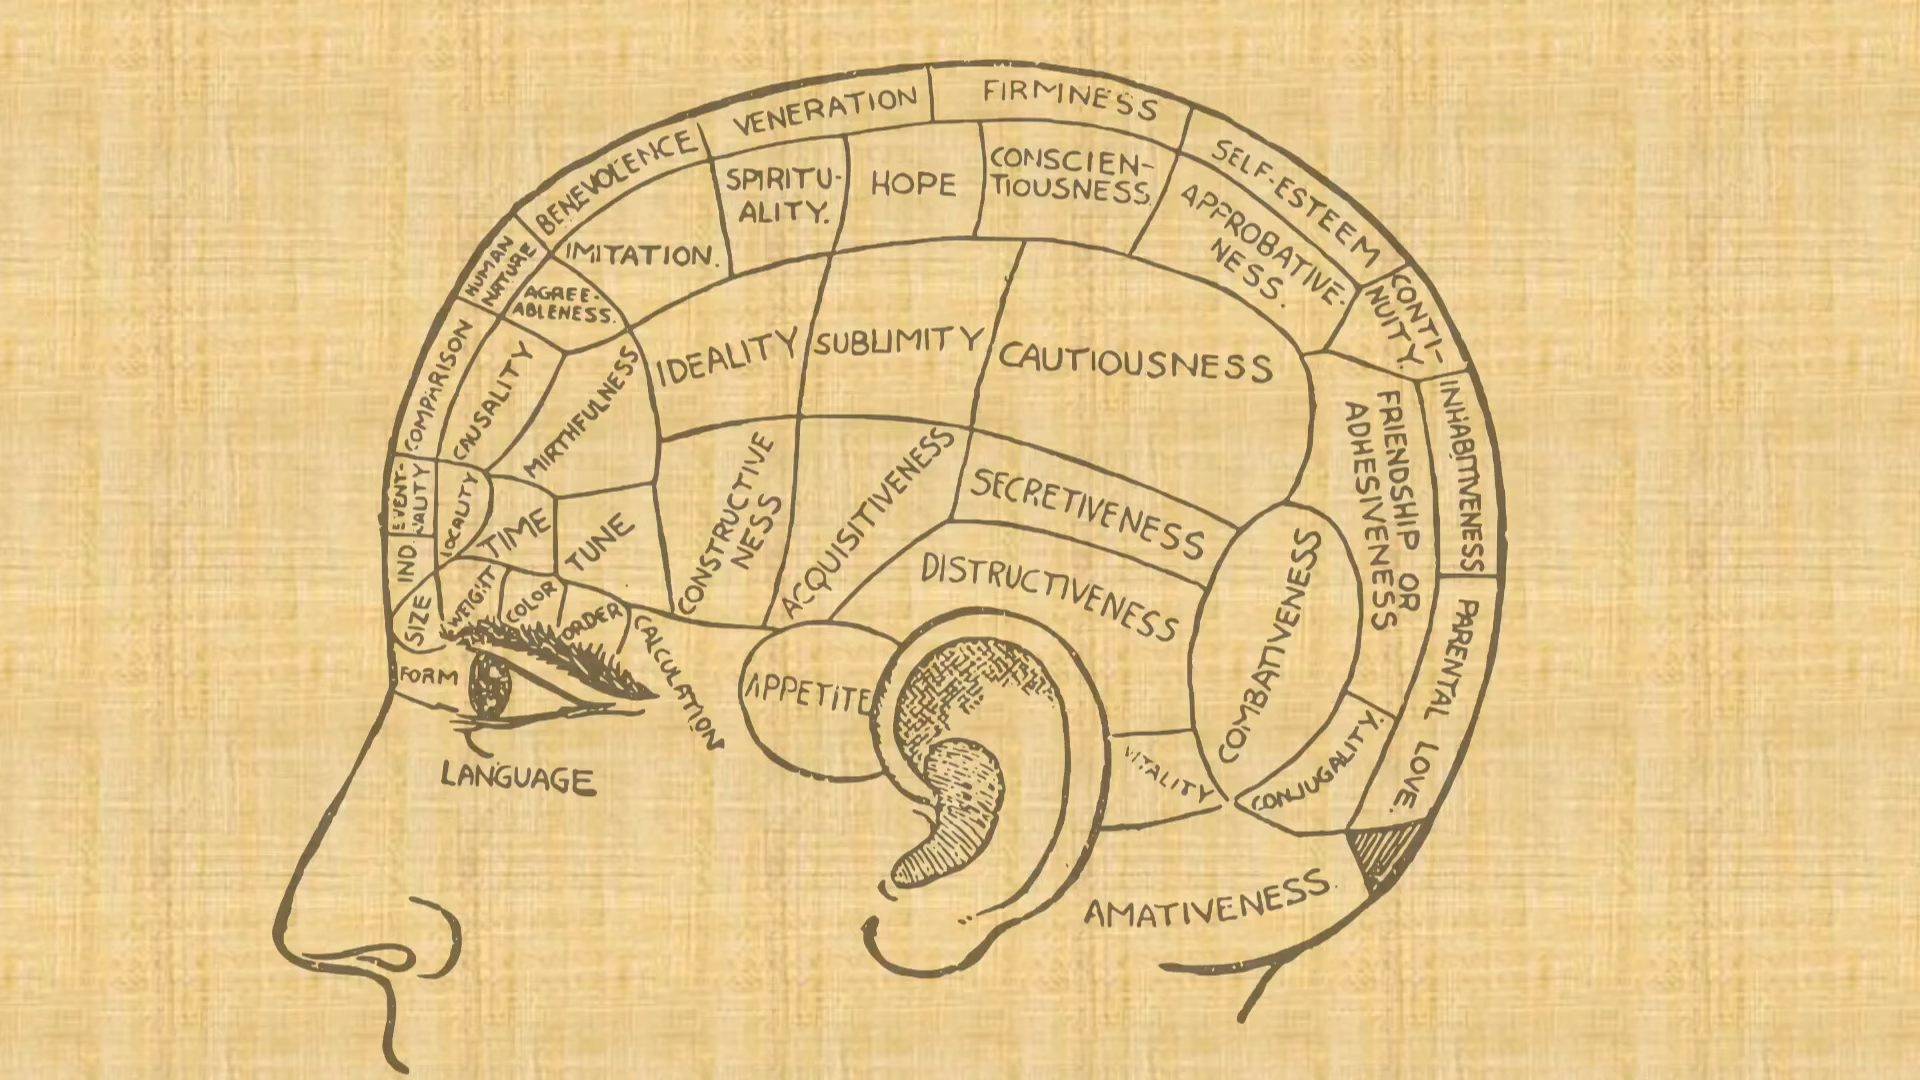 VENERATION
FIRMNESS
BENEVOLENCE
SELF-ESTEEM
SPIRITU-
ALITY.
HOPE
CONSCIEN-
TIOUSNESS.
APPROBATIVE-
NESS.
HUMAN
NATURE
IMITATION.
AGREE-
ABLENESS.
CONTI-
NUITY.
COMPARISON
CAUSALITY
MIRTHFULNESS
IDEALITY
SUBLIMITY
CAUTIOUSNESS
FRIENDSHIP OR
ADHESIVENESS
INHABITIVENESS
EVENT-
UALITY
LOCALITY
TIME
TUNE
CONSTRUCTIVE
NESS
ACQUISITIVENESS
SECRETIVENESS
DISTRUCTIVENESS
COMBATIVENESS
IND
SIZE
WEIGHT
COLOR
ORDER
CALCULATION
PARENTAL LOVE.
FORM
APPETITE
VITALITY
CONJUGALITY.
LANGUAGE
AMATIVENESS.